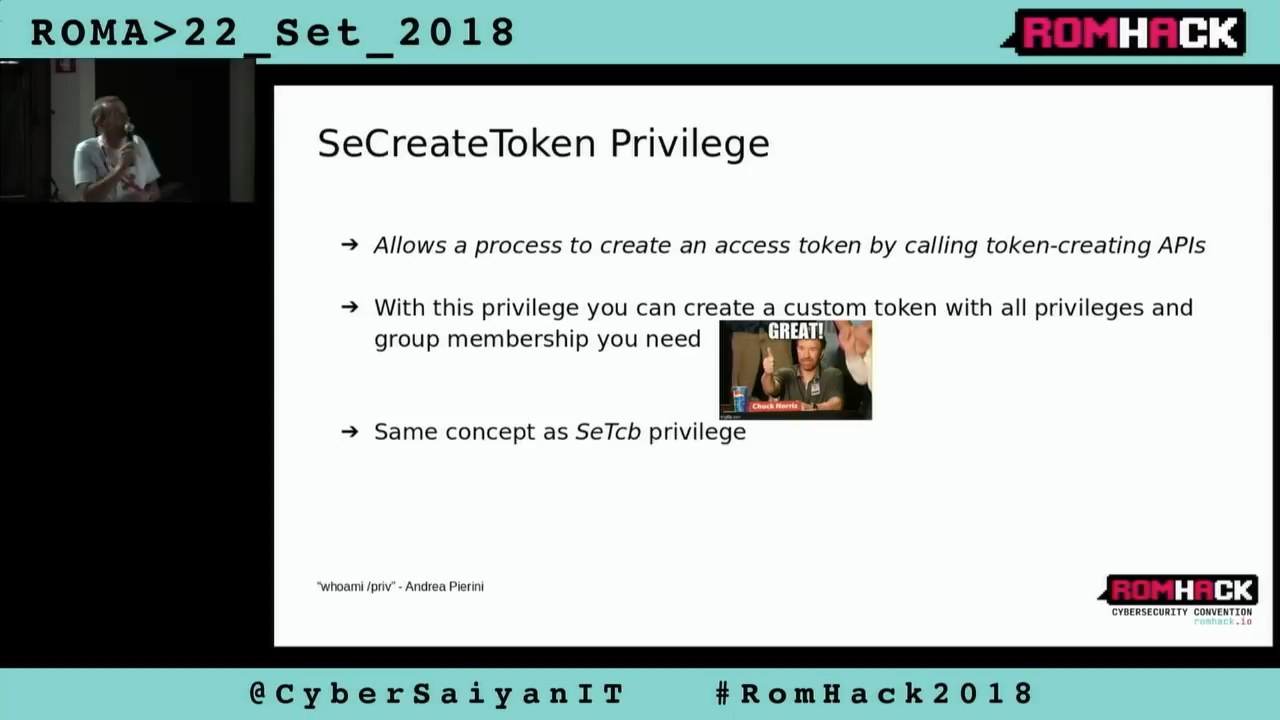 ROMA>22_Set_2018
ROMHACK
SeCreateToken Privilege
➔ Allows a process to create an access token by calling token-creating APIs
➔ With this privilege you can create a custom token with all privileges and
group membership you need
GREAT!
Chuck Norris
➔ Same concept as SeTcb privilege
"whoami /priv" - Andrea Pierini
ROMHACK
CYBERSECURITY CONVENTION
romhack.io
@CyberSaiyanIT #RomHack2018